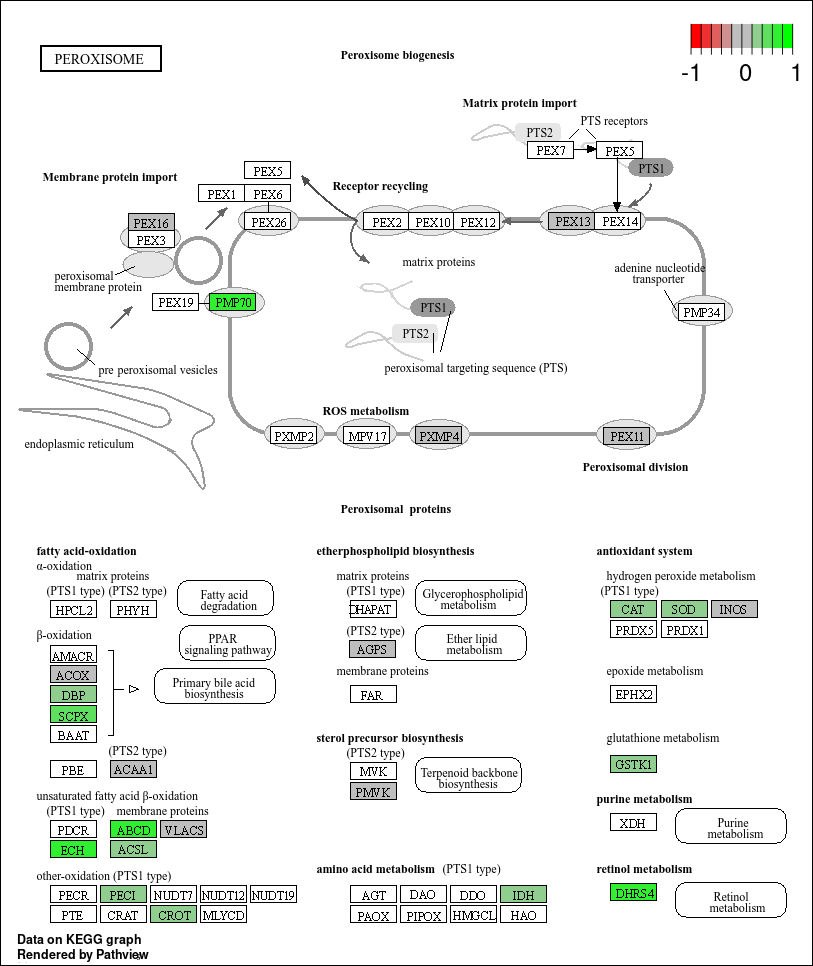 PEROXISOME
Peroxisome biogenesis
-1 0 1
Matrix protein import
PTS2
PTS receptors
PEX7
PEX5
PTS1
Membrane protein import
Receptor recycling
PEX5
PEX1 PEX6
PEX26
PEX2 PEX10 PEX12
PEX13 PEX14
PEX16
PEX3
peroxisomal
membrane protein
matrix proteins
adenine nucleotide
transporter
PEX19
PMP70
PTS1
PMP34
PTS2
peroxisomal targeting sequence (PTS)
pre peroxisomal vesicles
ROS metabolism
endoplasmic reticulum
PXMP2
MPV17
PXMP4
PEX11
Peroxisomal division
Peroxisomal proteins
fatty acid-oxidation
α-oxidation
matrix proteins
(PTS1 type) (PTS2 type)
HPCL2 PHYH
Fatty acid
degradation
β-oxidation
PPAR
signaling pathway
AMACR
ACOX
DBP
SCPX
BAAT
Primary bile acid
biosynthesis
(PTS2 type)
PBE ACAA1
unsaturated fatty acid β-oxidation
(PTS1 type) membrane proteins
PDCR ABCD VLACS
ECH ACSL
other-oxidation (PTS1 type)
PECR PECI NUDT7 NUDT12 NUDT19
PTE CRAT CROT MLYCD
etherphospholipid biosynthesis
matrix proteins
(PTS1 type)
DHAPAT
Glycerophospholipid
metabolism
(PTS2 type)
AGPS
Ether lipid
metabolism
membrane proteins
FAR
sterol precursor biosynthesis
(PTS2 type)
MVK
PMVK
Terpenoid backbone
biosynthesis
amino acid metabolism (PTS1 type)
AGT DAO DDO IDH
PAOX PIPOX HMGCL HAO
antioxidant system
hydrogen peroxide metabolism
(PTS1 type)
CAT SOD INOS
PRDX5 PRDX1
epoxide metabolism
EPHX2
glutathione metabolism
GSTK1
purine metabolism
XDH
Purine
metabolism
retinol metabolism
DHRS4
Retinol
metabolism
Data on KEGG graph
Rendered by Pathview